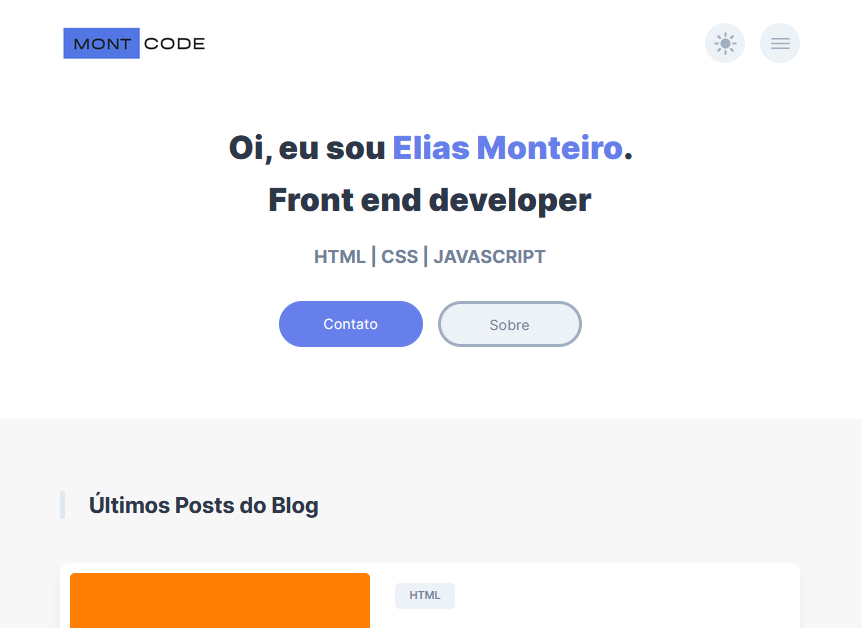 MONT CODE
Oi, eu sou Elias Monteiro.
Front end developer
HTML | CSS | JAVASCRIPT
Contato
Sobre
Últimos Posts do Blog
HTML